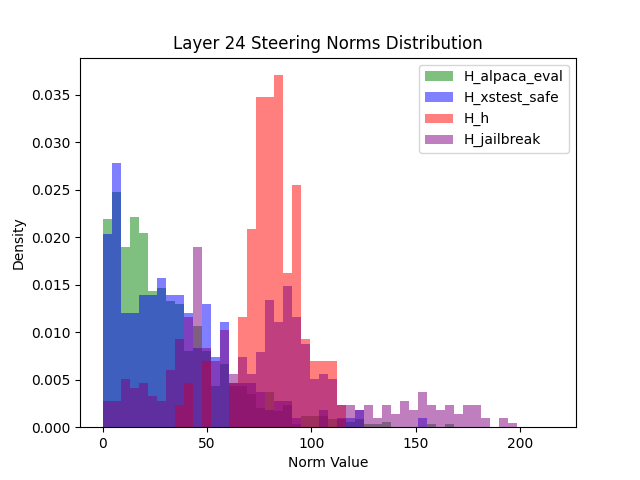 Layer 24 Steering Norms Distribution
H_alpaca_eval
H_xstest_safe
H_h
H_jailbreak
Density
0.035
0.030
0.025
0.020
0.015
0.010
0.005
0.000
0 50 100 150 200
Norm Value